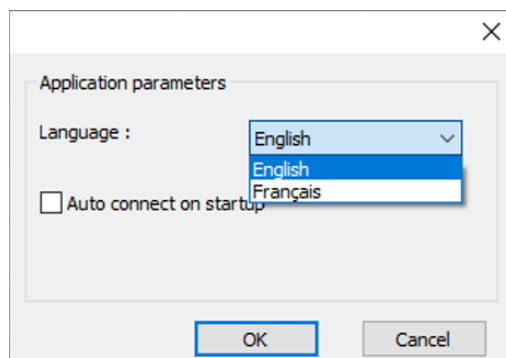 Application parameters
Language :
English
English
Français
Auto connect on startup
OK
Cancel